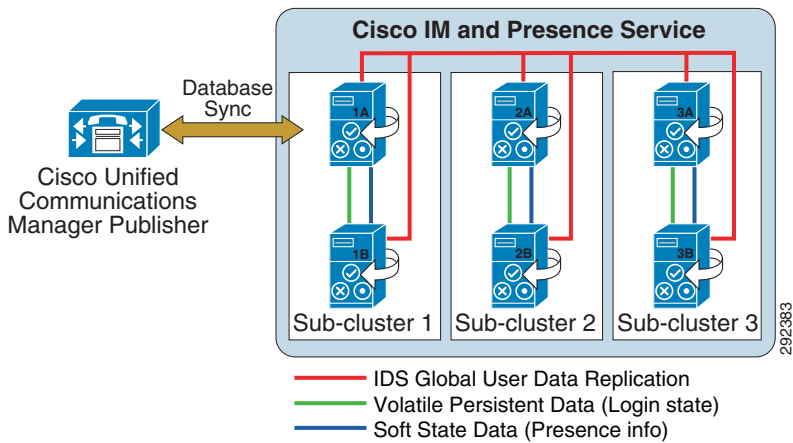 Cisco IM and Presence Service
Database
Sync
Cisco Unified
Communications
Manager Publisher
1A
2A
3A
1B
2B
3B
Sub-cluster 1
Sub-cluster 2
Sub-cluster 3
292383
IDS Global User Data Replication
Volatile Persistent Data (Login state)
Soft State Data (Presence info)